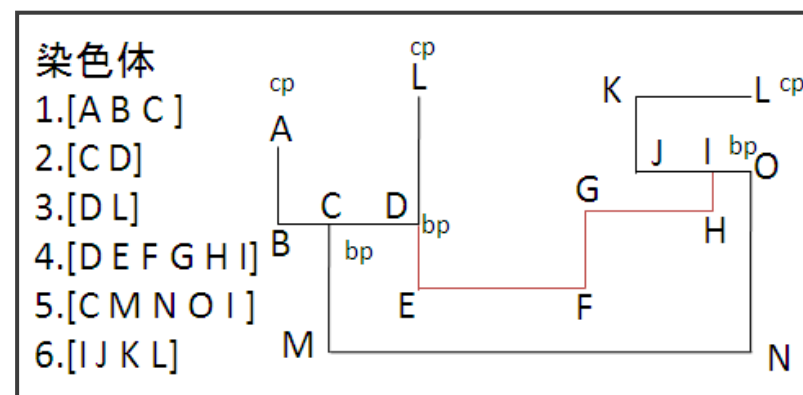 染色体
1.[A B C ]
2.[C D]
3.[D L]
4.[D E F G H I]
5.[C M N O I ]
6.[I J K L]
cp
L
cp
A
K
L cp
J
I
bp
O
G
C
D
bp
B
bp
H
E
F
M
N